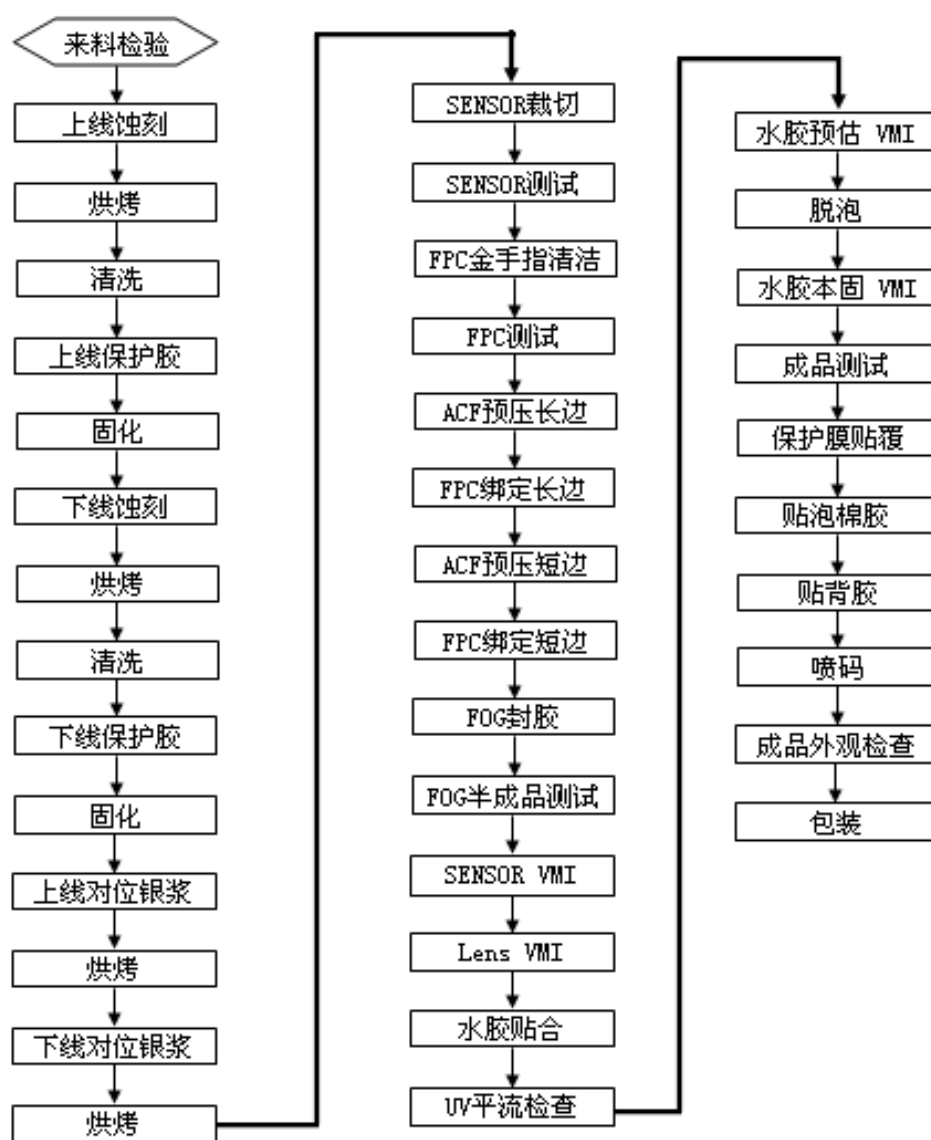 来料检验
上线蚀刻
烘烤
清洗
上线保护胶
固化
下线蚀刻
烘烤
清洗
下线保护胶
固化
上线对位银浆
烘烤
下线对位银浆
烘烤
SENSOR裁切
SENSOR测试
FPC金手指清洁
FPC测试
ACF预压长边
FPC绑定长边
ACF预压短边
FPC绑定短边
FOG封胶
FOG半成品测试
SENSOR VMI
Lens VMI
水胶贴合
UV平流检查
水胶预估 VMI
脱泡
水胶本固 VMI
成品测试
保护膜贴覆
贴泡棉胶
贴背胶
喷码
成品外观检查
包装